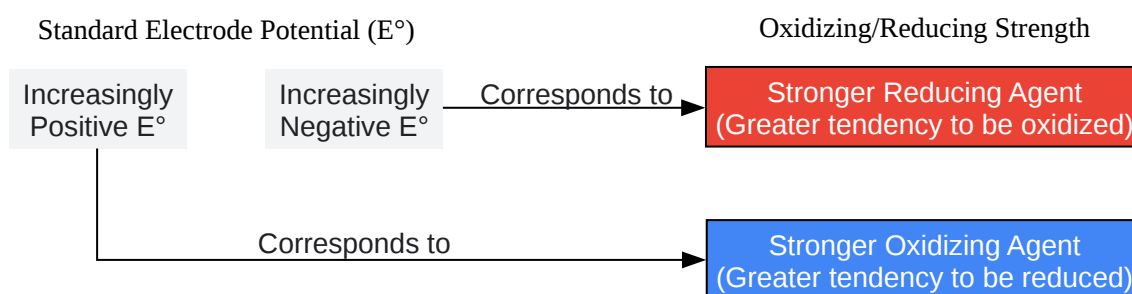 Standard Electrode Potential (E°)
Oxidizing/Reducing Strength
Increasingly
Positive E°
Increasingly
Negative E°
Corresponds to
Stronger Reducing Agent
(Greater tendency to be oxidized)
Corresponds to
Stronger Oxidizing Agent
(Greater tendency to be reduced)